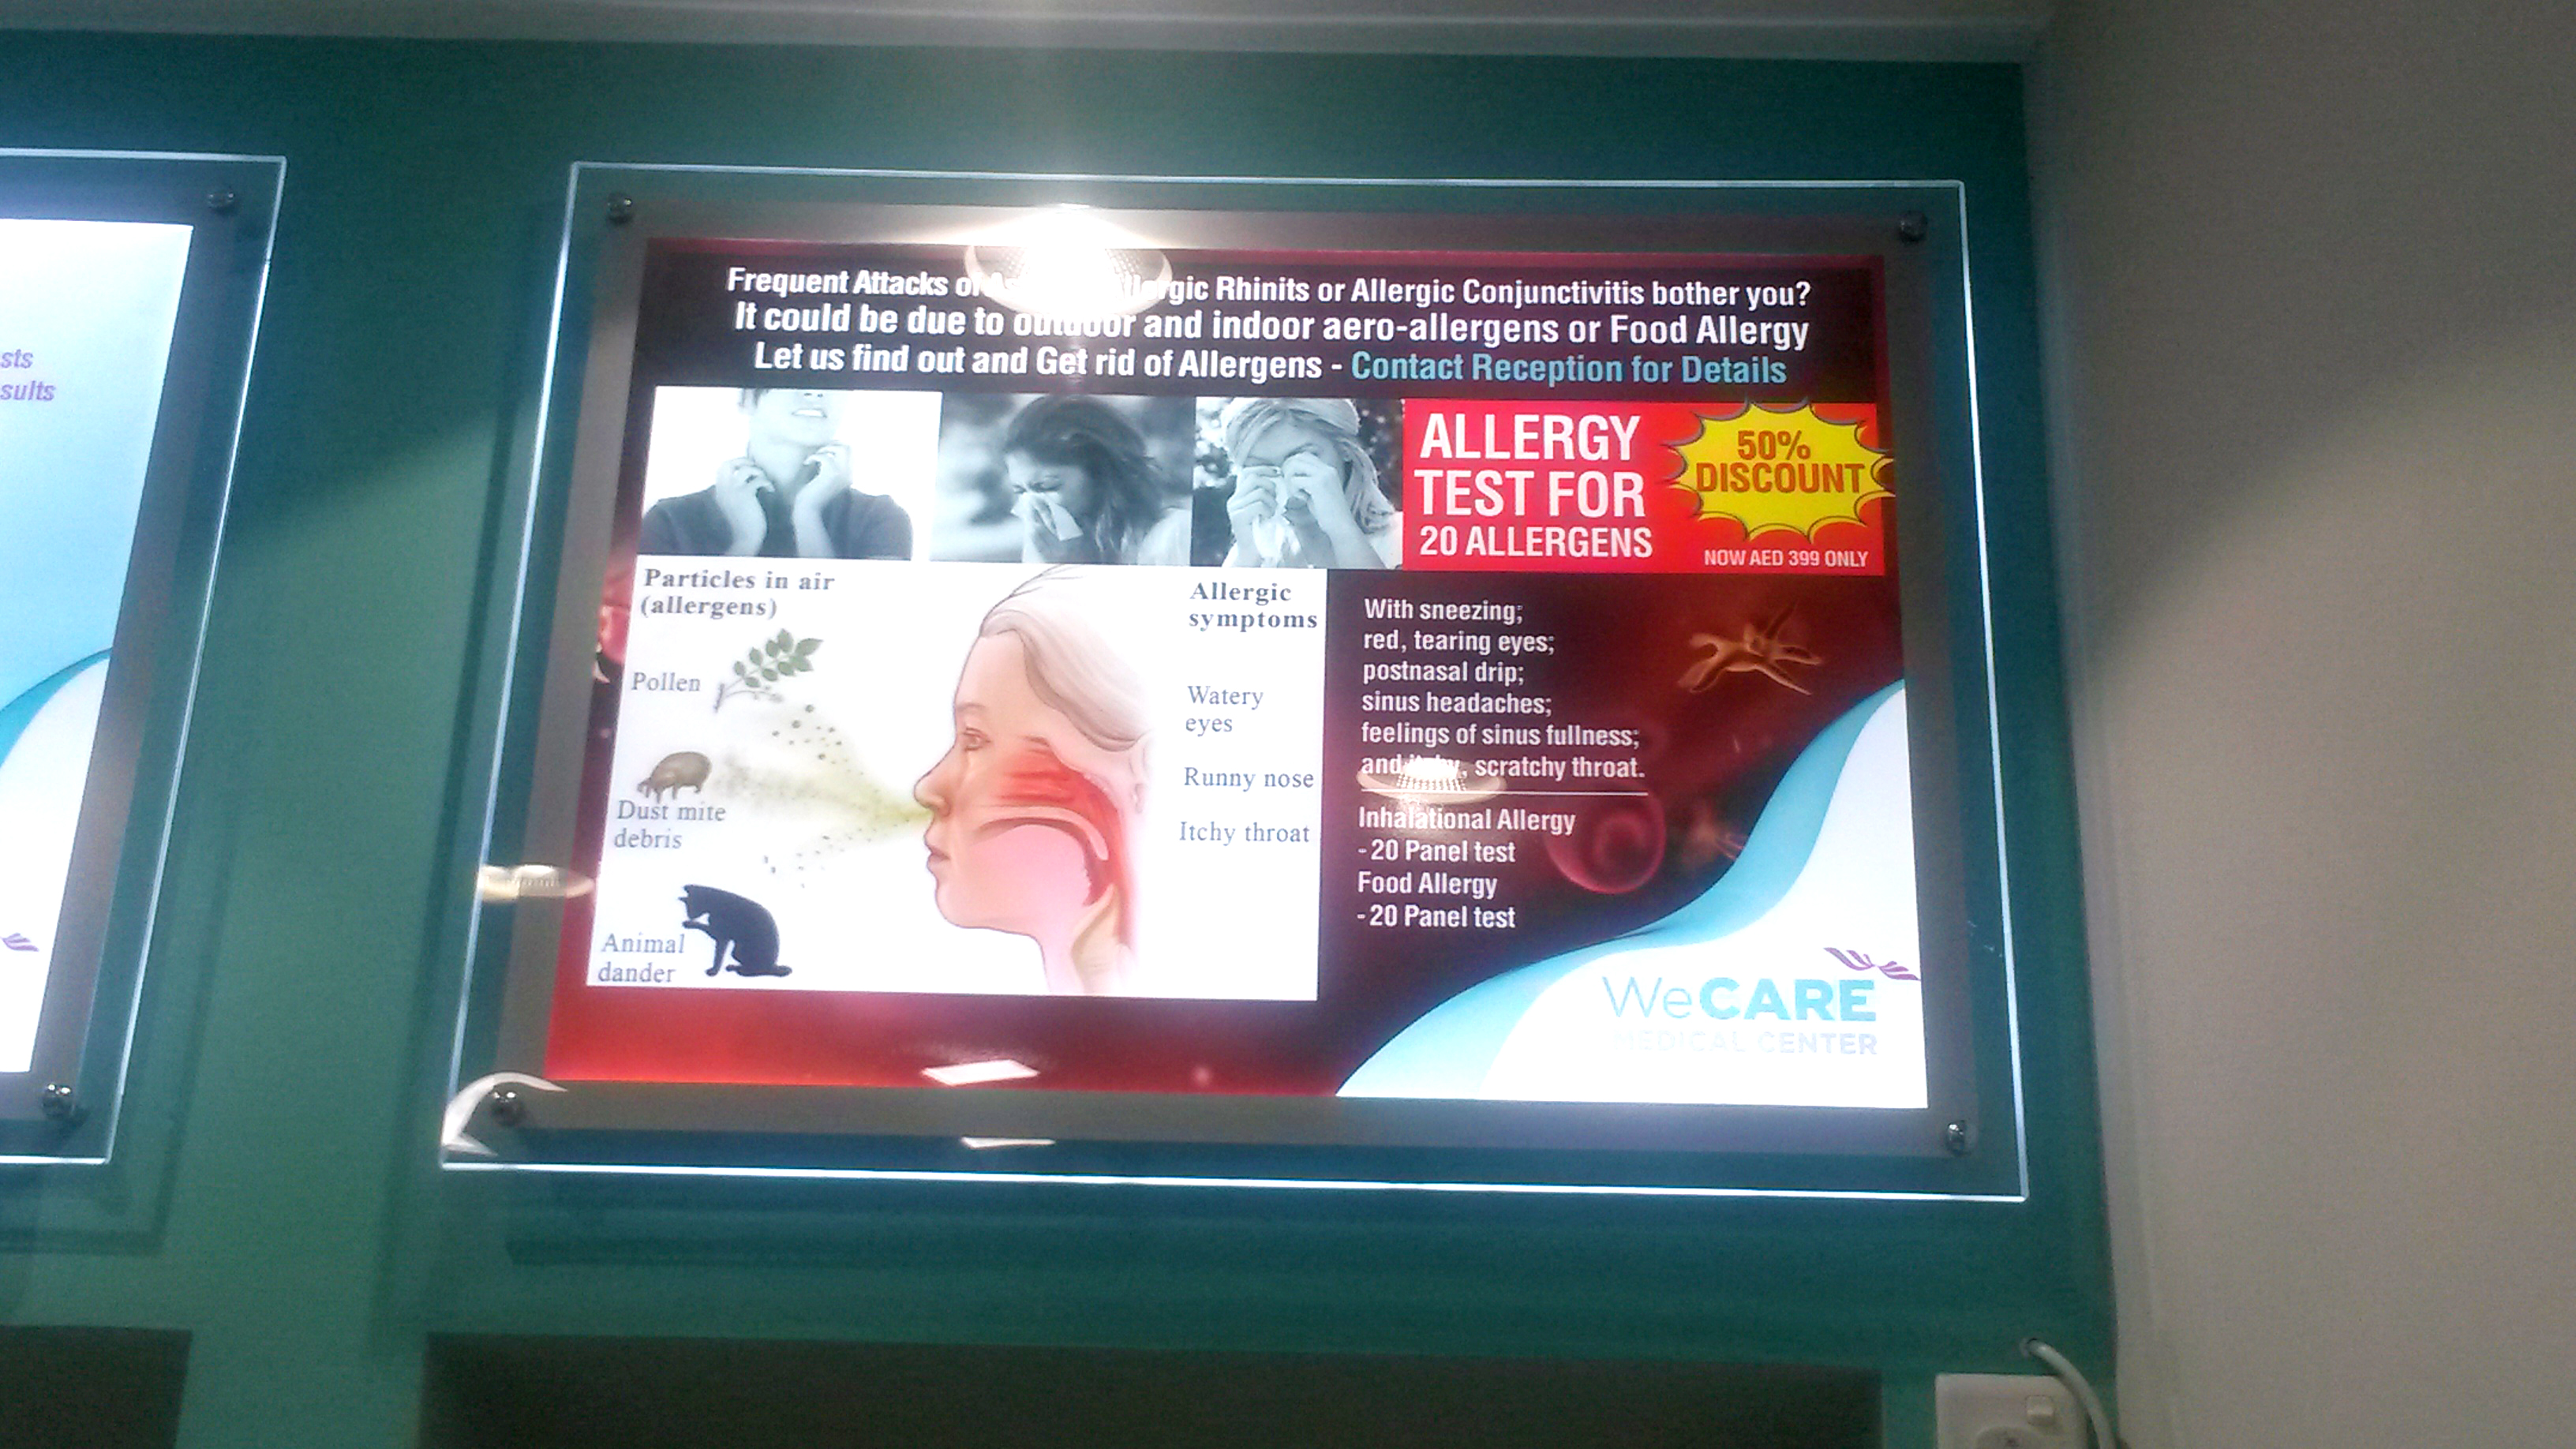 Frequent Attacks of Allergic Rhinits or Allergic Conjunctivitis bother you?
It could be due to outdoor and indoor aero-allergens or Food Allergy
Let us find out and Get rid of Allergens - Contact Reception for Details
ALLERGY
TEST FOR
20 ALLERGENS
50%
DISCOUNT
NOW AED 399 ONLY
Particles in air
(allergens)
Pollen
Dust mite
debris
Animal
dander
Allergic
symptoms
Watery
eyes
Runny nose
Itchy throat
With sneezing;
red, tearing eyes;
postnasal drip;
sinus headaches;
feelings of sinus fullness;
and itchy, scratchy throat.
Inhalational Allergy
- 20 Panel test
Food Allergy
- 20 Panel test
WeCARE
MEDICAL CENTER
sts
sults